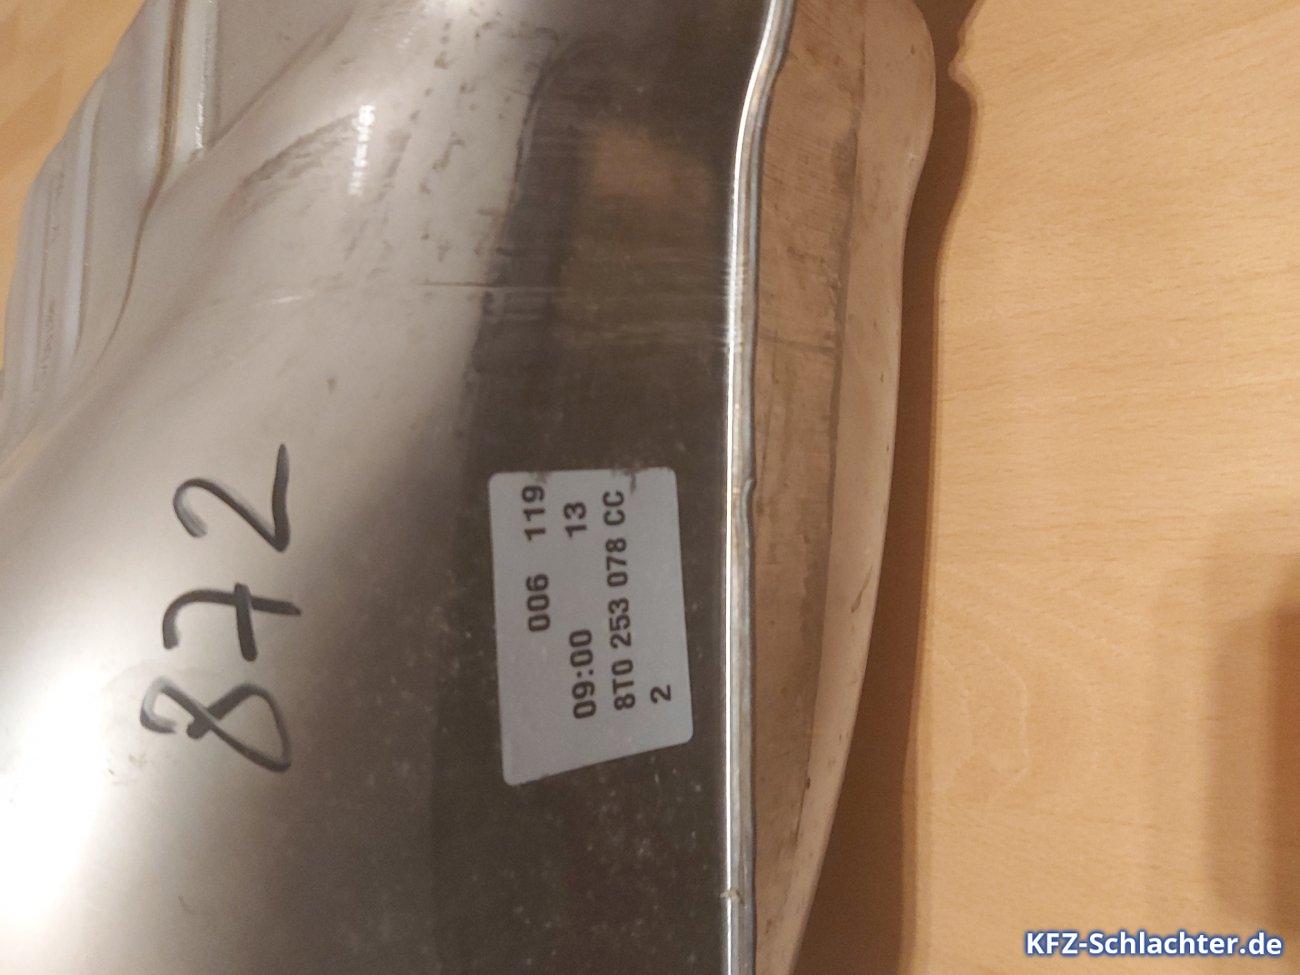 872
006 119
09:00 13
8T0 253 078 CC
2
KFZ-Schlachter.de